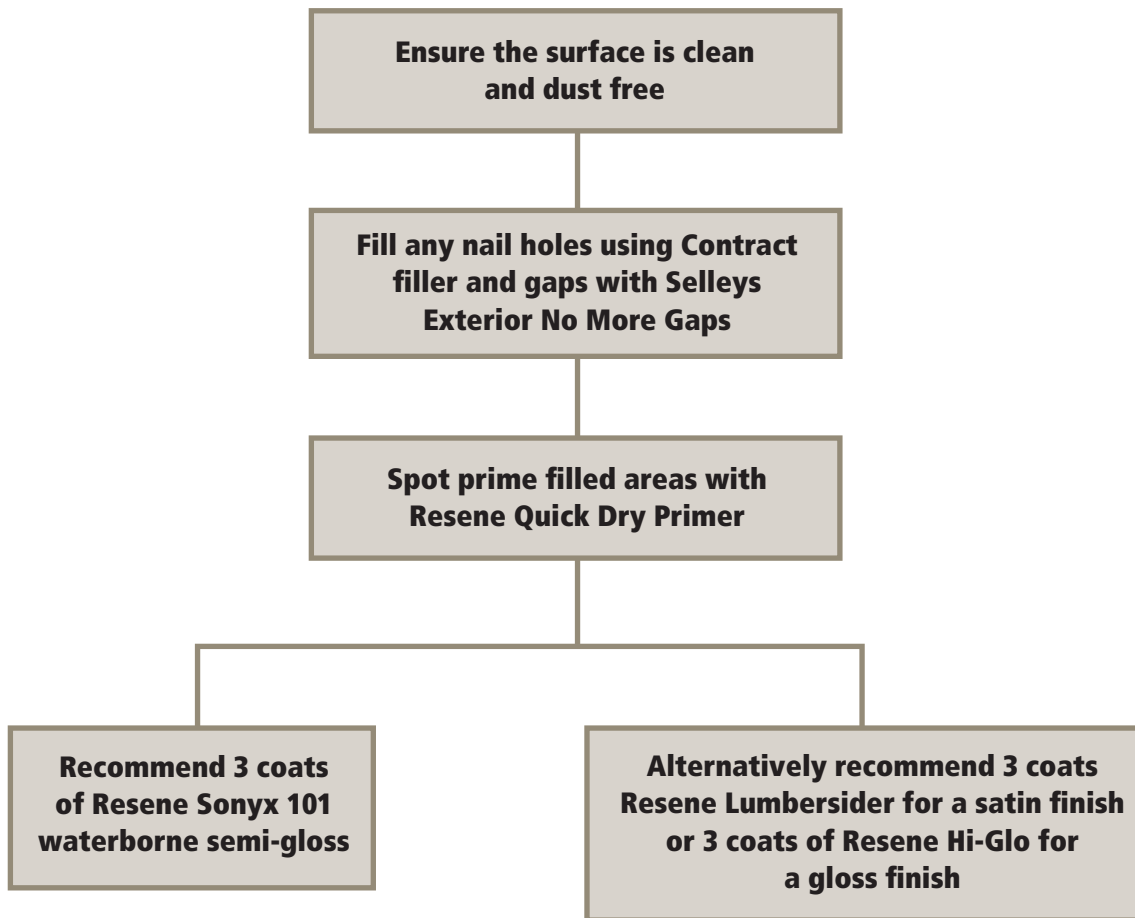 Ensure the surface is clean
and dust free
Fill any nail holes using Contract
filler and gaps with Selleys
Exterior No More Gaps
Spot prime filled areas with
Resene Quick Dry Primer
Recommend 3 coats
of Resene Sonyx 101
waterborne semi-gloss
Alternatively recommend 3 coats
Resene Lumbersider for a satin finish
or 3 coats of Resene Hi-Glo for
a gloss finish